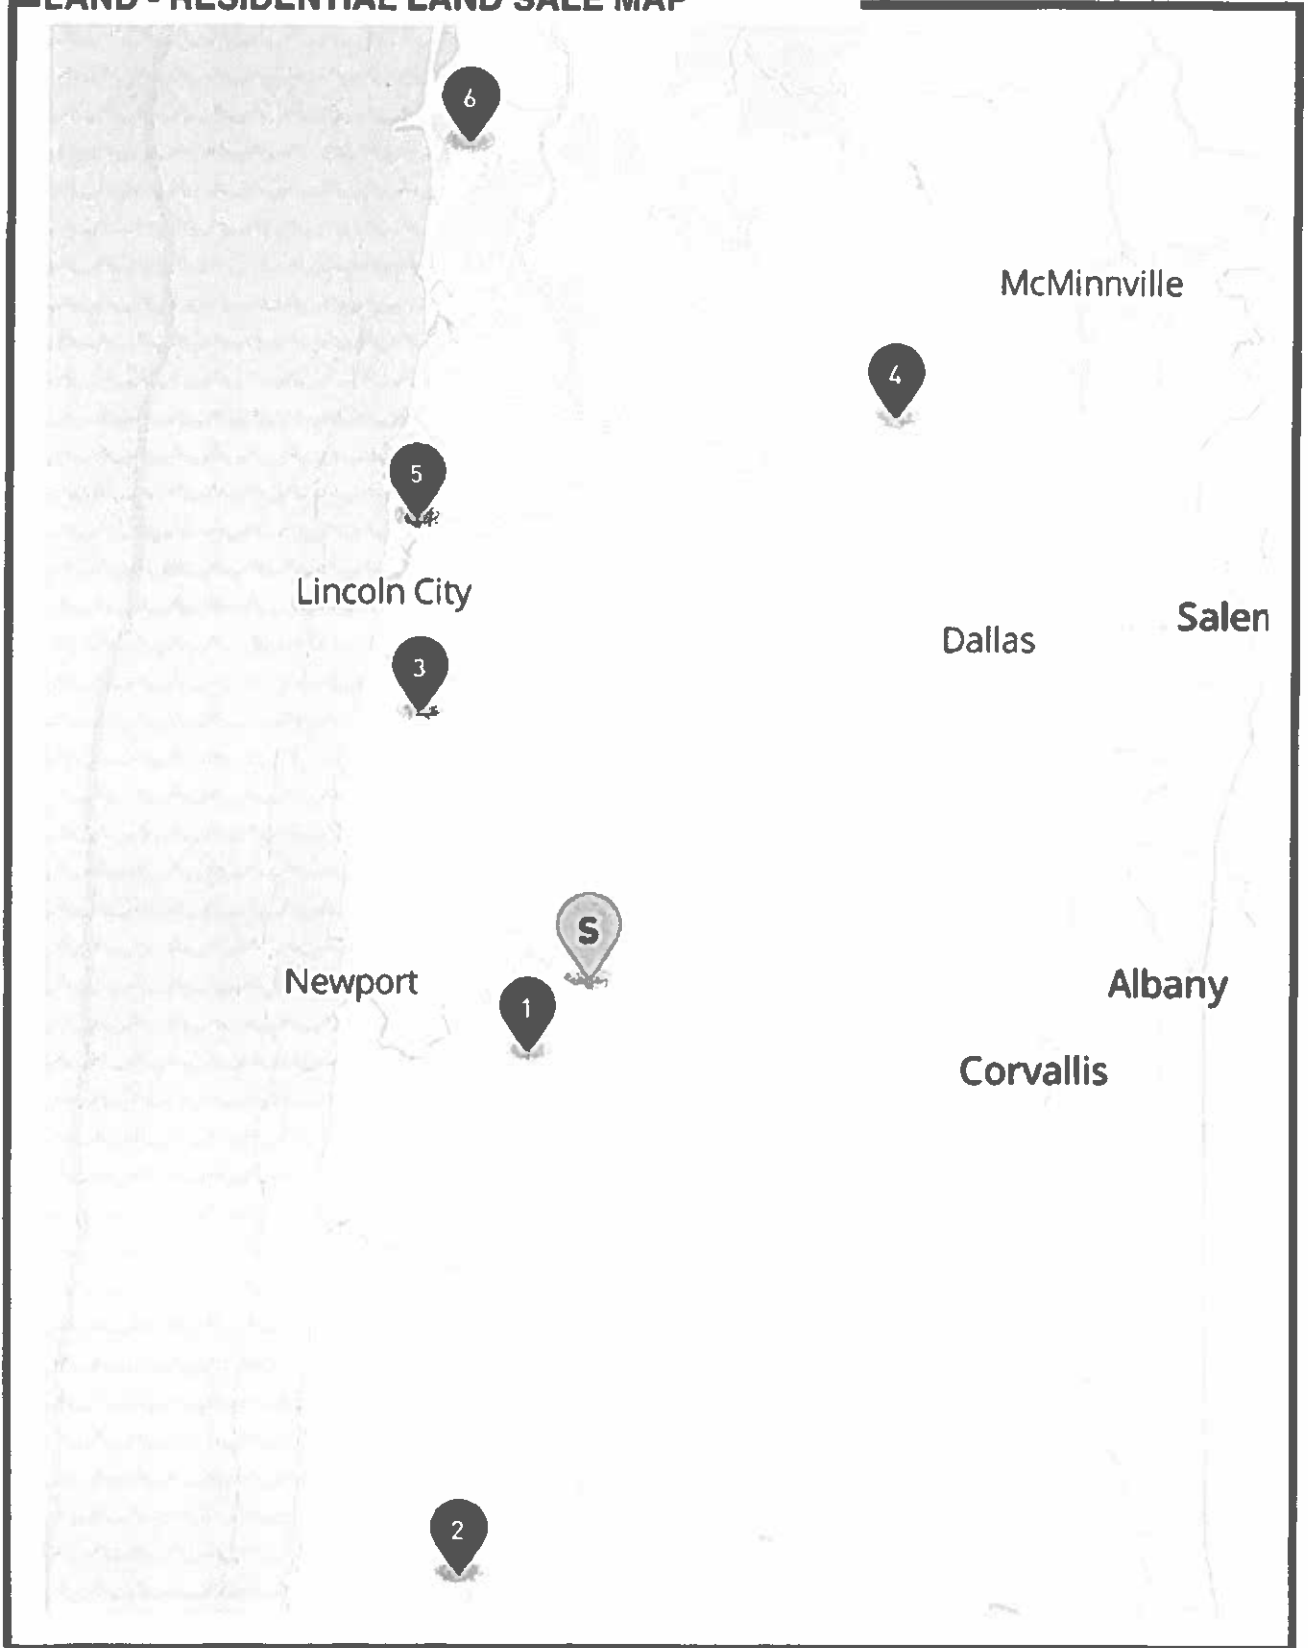 LAND - RESIDENTIAL LAND SALE MAP
6
McMinnville
4
5
Lincoln City
Salen
Dallas
3
S
Newport
1
Albany
Corvallis
2